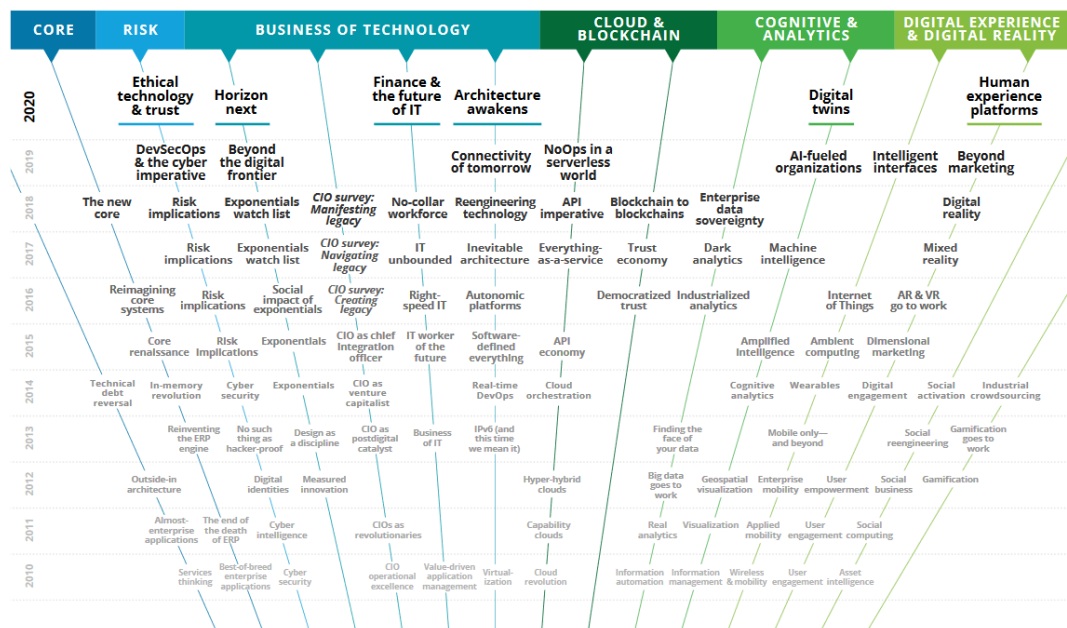 CORE
RISK
BUSINESS OF TECHNOLOGY
CLOUD &
BLOCKCHAIN
COGNITIVE &
ANALYTICS
DIGITAL EXPERIENCE
& DIGITAL REALITY
2020
Ethical
technology
& trust
Horizon
next
Finance &
the future
of IT
Architecture
awakens
Digital
twins
Human
experience
platforms
2019
DevSecOps
& the cyber
imperative
Beyond
the digital
frontier
Connectivity
of tomorrow
NoOps in a
serverless
world
AI-fueled
organizations
Intelligent
interfaces
Beyond
marketing
2018
The new
core
Risk
implications
Exponentials
watch list
CIO survey:
Manifesting
legacy
No-collar
workforce
Reengineering
technology
API
imperative
Blockchain to
blockchains
Enterprise
data
sovereignty
Digital
reality
2017
Risk
implications
Exponentials
watch list
CIO survey:
Navigating
legacy
IT
unbounded
Inevitable
architecture
Everything-
as-a-service
Trust
economy
Dark
analytics
Machine
intelligence
Mixed
reality
2016
Reimagining
core
systems
Risk
implications
Social
impact of
exponentials
CIO survey:
Creating
legacy
Right-
speed IT
Autonomic
platforms
Democratized
trust
Industrialized
analytics
Internet
of Things
AR & VR
go to work
2015
Core
renaissance
Risk
implications
Exponentials
CIO as chief
integration
officer
IT worker
of the
future
Software-
defined
everything
API
economy
Amplified
intelligence
Ambient
computing
Dimensional
marketing
2014
Technical
debt
reversal
In-memory
revolution
Cyber
security
Exponentials
CIO as
venture
capitalist
Real-time
DevOps
Cloud
orchestration
Cognitive
analytics
Wearables
Digital
engagement
Social
activation
Industrial
crowdsourcing
2013
Reinventing
the ERP
engine
No such
thing as
hacker-proof
Design as
a discipline
CIO as
postdigital
catalyst
Business
of IT
IPv6 (and
this time
we mean it)
Finding the
face of
your data
Mobile only—
and beyond
Social
reengineering
Gamification
goes to
work
2012
Outside-in
architecture
Digital
identities
Measured
innovation
Hyper-hybrid
clouds
Big data
goes to
work
Geospatial
visualization
Enterprise
mobility
User
empowerment
Social
business
Gamification
2011
Almost-
enterprise
applications
The end of
the death
of ERP
Cyber
intelligence
CIOs as
revolutionaries
Capability
clouds
Real
analytics
Visualization
Applied
mobility
User
engagement
Social
computing
2010
Services
thinking
Best-of-breed
enterprise
applications
Cyber
security
CIO
operational
excellence
Value-driven
application
management
Virtual-
ization
Cloud
revolution
Information
automation
Information
management
Wireless
& mobility
User
engagement
Asset
intelligence